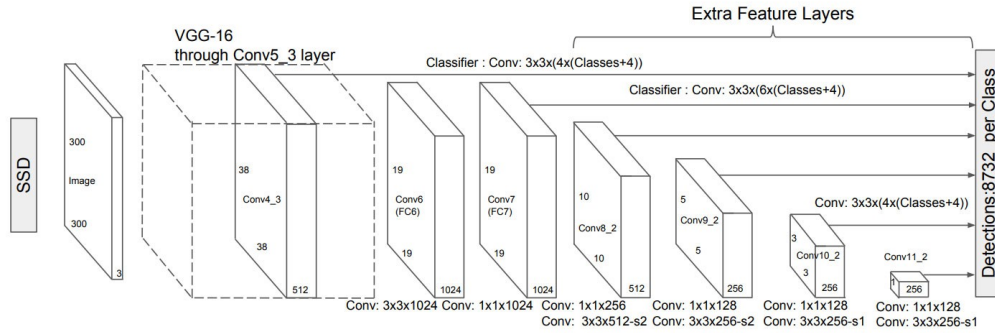 Extra Feature Layers
VGG-16
through Conv5_3 layer
Classifier : Conv: 3x3x(4x(Classes+4))
Classifier : Conv: 3x3x(6x(Classes+4))
SSD
300
Image
300
3
38
Conv4_3
38
512
19
Conv6
(FC6)
19
1024
19
Conv7
(FC7)
19
1024
10
Conv8_2
10
512
5
Conv9_2
5
256
Conv: 3x3x(4x(Classes+4))
3
Conv10_2
3
256
Conv11_2
1
256
Detections:8732 per Class
Conv: 3x3x1024
Conv: 1x1x1024
Conv: 1x1x256
Conv: 3x3x512-s2
Conv: 1x1x128
Conv: 3x3x256-s2
Conv: 1x1x128
Conv: 3x3x256-s1
Conv: 1x1x128
Conv: 3x3x256-s1